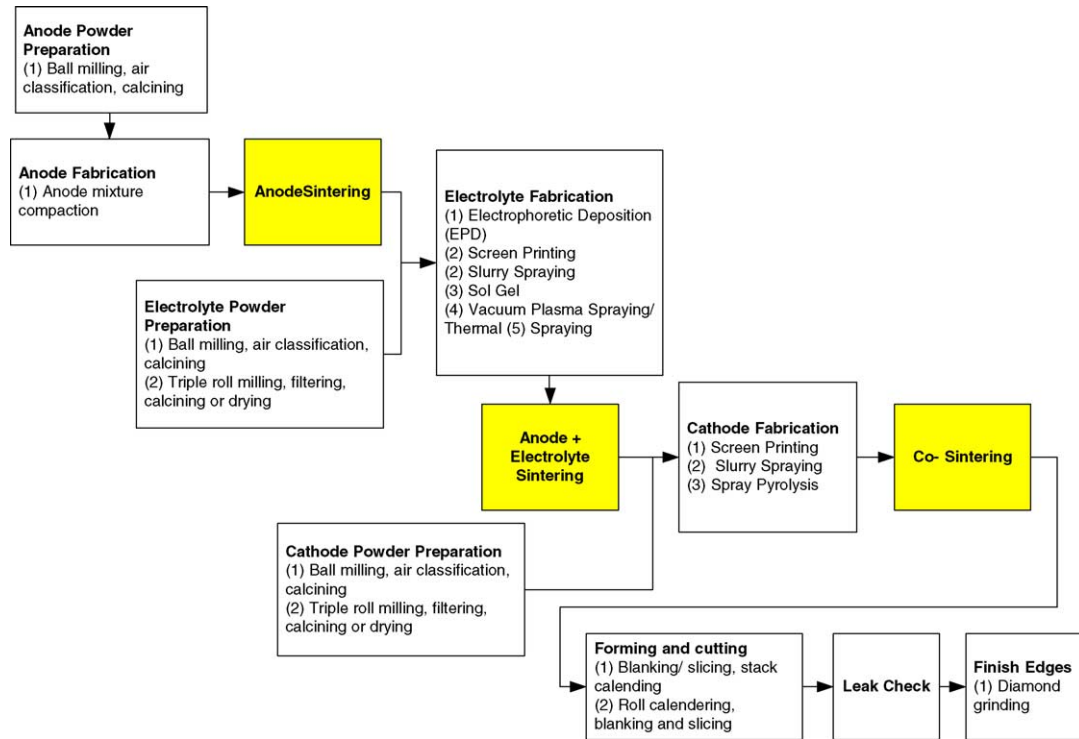 Anode Powder
Preparation
(1) Ball milling, air
classification, calcining
Anode Fabrication
(1) Anode mixture
compaction
AnodeSintering
Electrolyte Powder
Preparation
(1) Ball milling, air classification,
calcining
(2) Triple roll milling, filtering,
calcining or drying
Electrolyte Fabrication
(1) Electrophoretic Deposition
(EPD)
(2) Screen Printing
(2) Slurry Spraying
(3) Sol Gel
(4) Vacuum Plasma Spraying/
Thermal (5) Spraying
Anode +
Electrolyte
Sintering
Cathode Powder Preparation
(1) Ball milling, air classification,
calcining
(2) Triple roll milling, filtering,
calcining or drying
Cathode Fabrication
(1) Screen Printing
(2) Slurry Spraying
(3) Spray Pyrolysis
Co- Sintering
Forming and cutting
(1) Blanking/ slicing, stack
calending
(2) Roll calendering,
blanking and slicing
Leak Check
Finish Edges
(1) Diamond
grinding